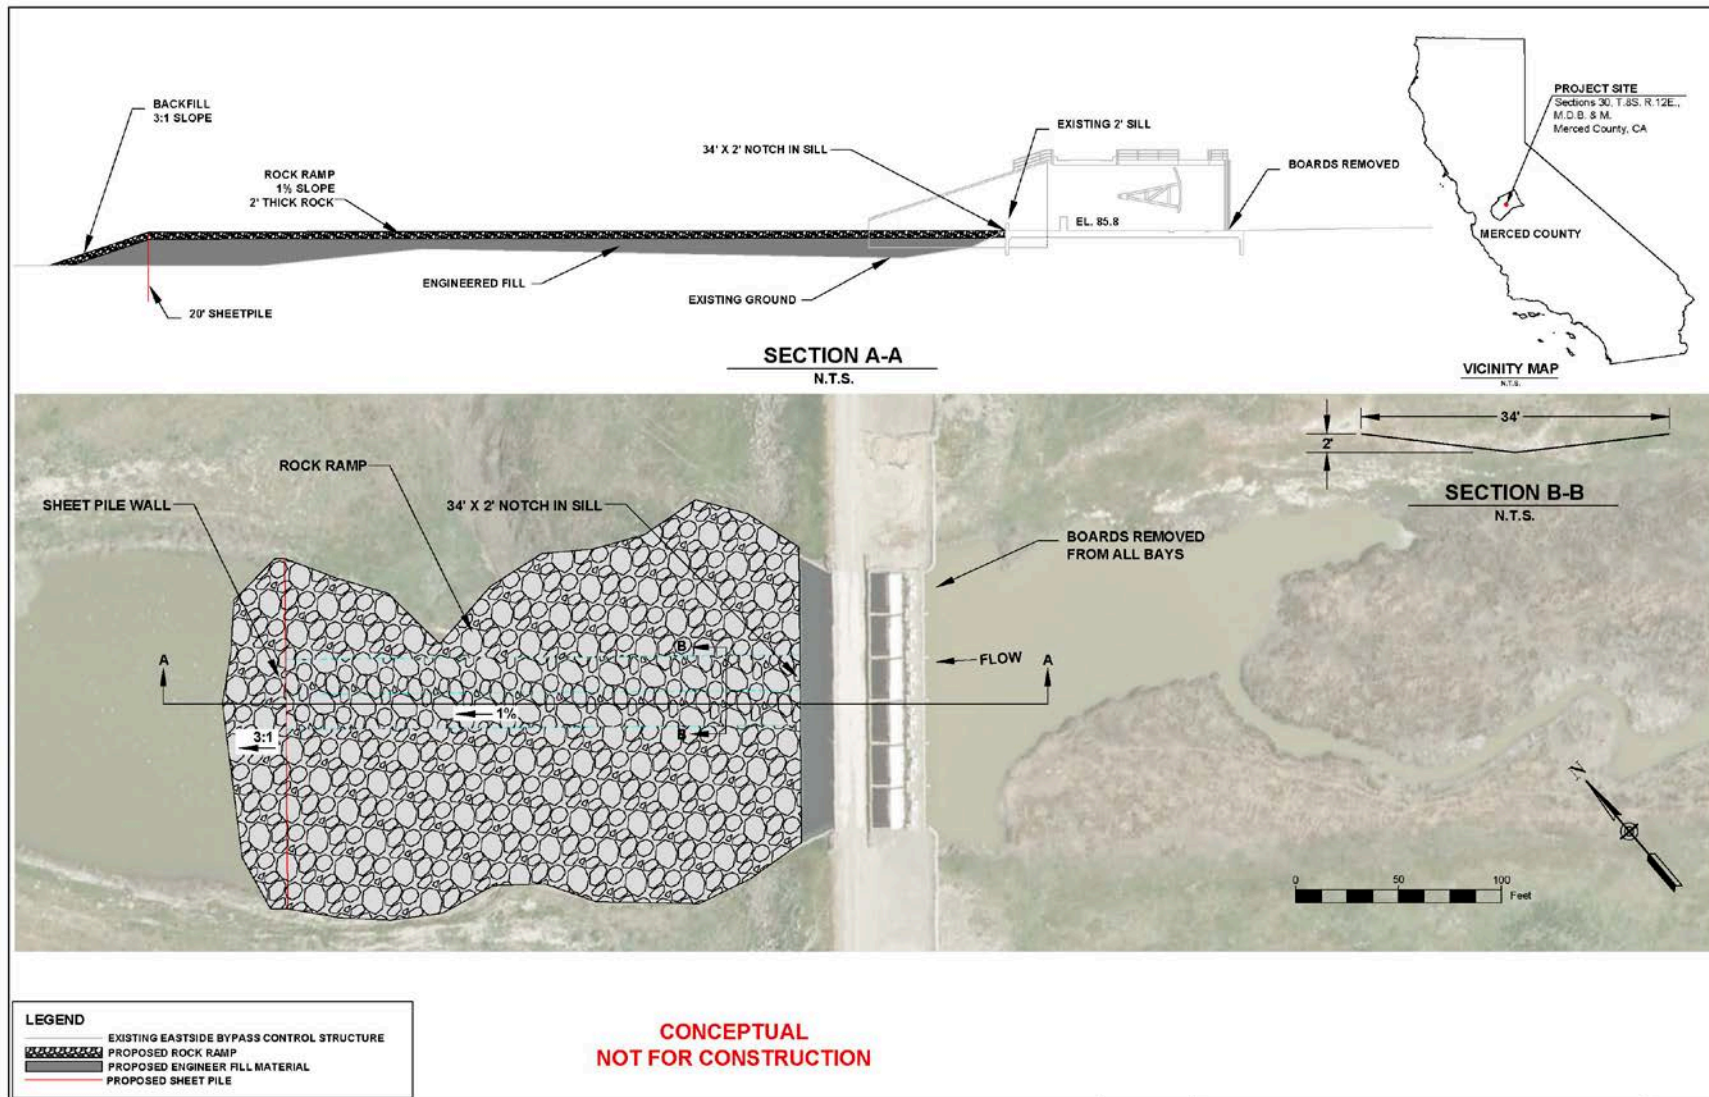 BACKFILL
3:1 SLOPE
ROCK RAMP
1% SLOPE
2' THICK ROCK
34' X 2' NOTCH IN SILL
EXISTING 2' SILL
BOARDS REMOVED
EL. 85.8
ENGINEERED FILL
EXISTING GROUND
20' SHEETPILE
SECTION A-A
N.T.S.
PROJECT SITE
Sections 30, T.8S. R.12E.,
M.D.B. & M.
Merced County, CA
MERCED COUNTY
VICINITY MAP
N.T.S.
34'
2'
SECTION B-B
N.T.S.
ROCK RAMP
SHEET PILE WALL
34' X 2' NOTCH IN SILL
BOARDS REMOVED
FROM ALL BAYS
A
B
FLOW
A
1%
B
3:1
N
0 50 100
Feet
LEGEND
EXISTING EASTSIDE BYPASS CONTROL STRUCTURE
PROPOSED ROCK RAMP
PROPOSED ENGINEER FILL MATERIAL
PROPOSED SHEET PILE
CONCEPTUAL
NOT FOR CONSTRUCTION